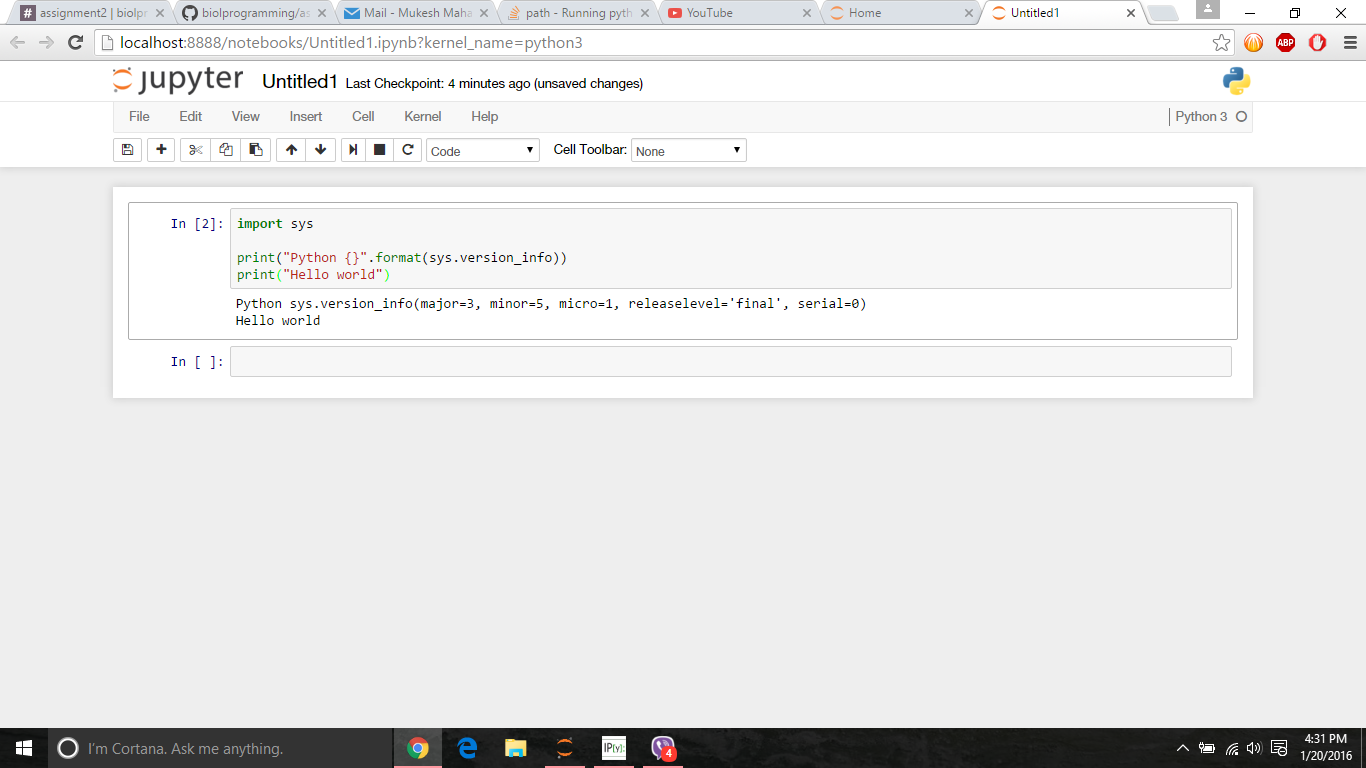 # assignment2 | biolpr
biolprogramming/as
Mail - Mukesh Maha
path - Running pyth
YouTube
Home
Untitled1
localhost:8888/notebooks/Untitled1.ipynb?kernel_name=python3
ABP
jupyter Untitled1 Last Checkpoint: 4 minutes ago (unsaved changes)
File Edit View Insert Cell Kernel Help
Python 3
Code
Cell Toolbar: None
In [2]: import sys
print("Python {}".format(sys.version_info))
print("Hello world")
Python sys.version_info(major=3, minor=5, micro=1, releaselevel='final', serial=0)
Hello world
In [ ]:
I'm Cortana. Ask me anything.
IP[y]:
4
4:31 PM
1/20/2016